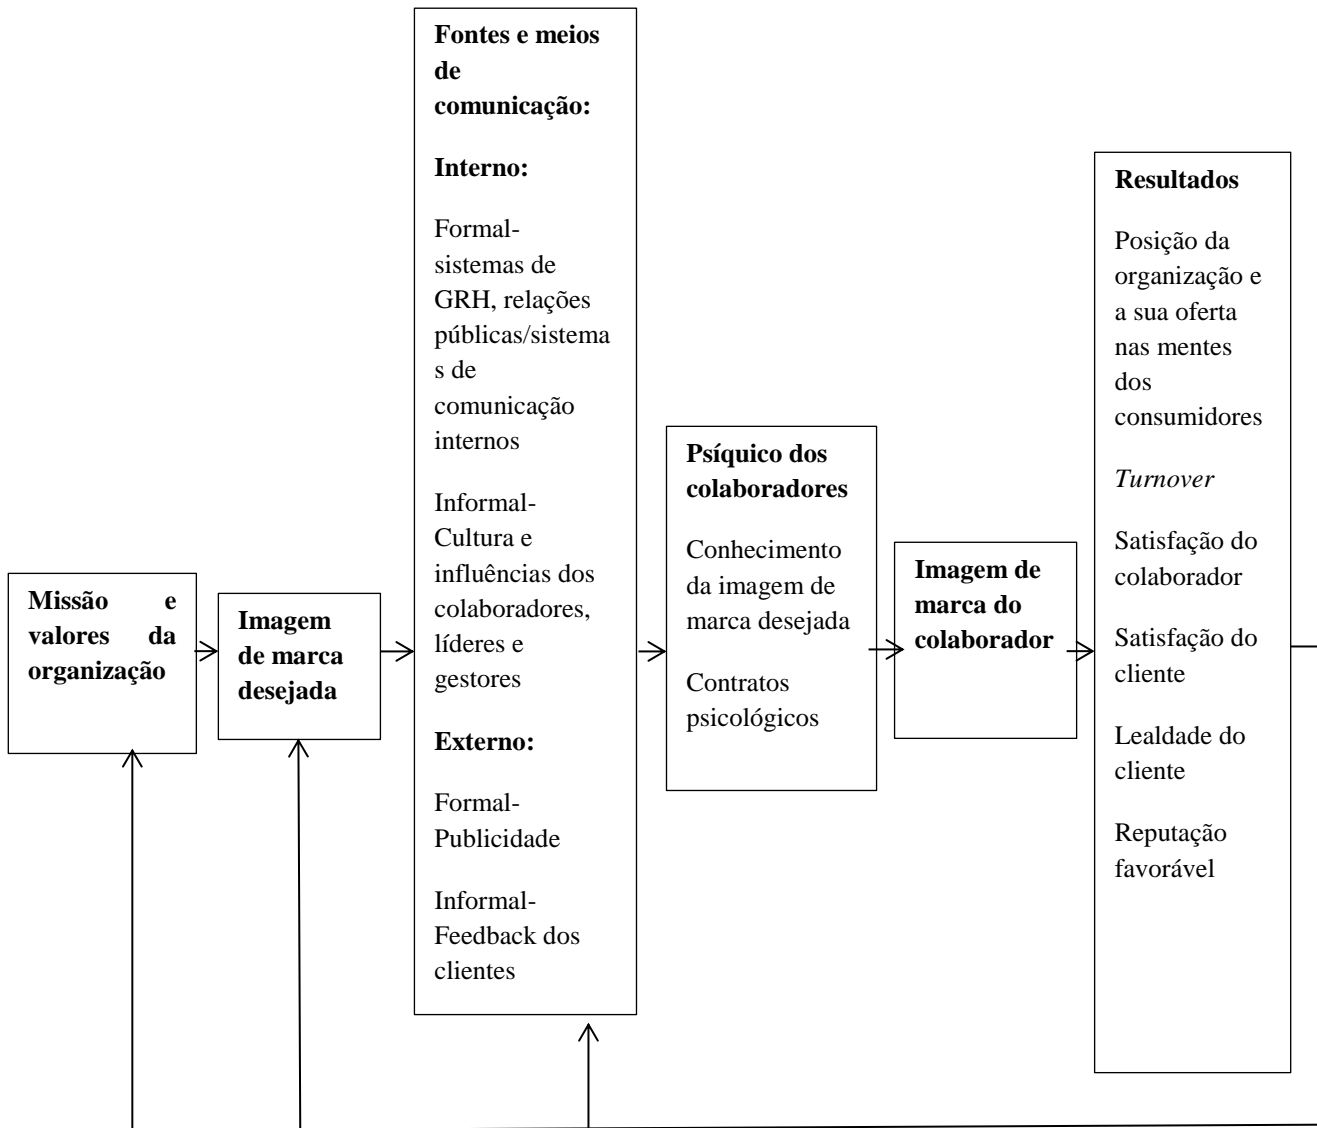 Missão e
valores da
organização
Imagem
de marca
desejada
Fontes e meios
de
comunicação:
Interno:
Formal-
sistemas de
GRH, relações
públicas/sistema
s de
comunicação
internos
Informal-
Cultura e
influências dos
colaboradores,
líderes e
gestores
Externo:
Formal-
Publicidade
Informal-
Feedback dos
clientes
Psíquico dos
colaboradores
Conhecimento
da imagem de
marca desejada
Contratos
psicológicos
Imagem de
marca do
colaborador
Resultados
Posição da
organização e
a sua oferta
nas mentes
dos
consumidores
Turnover
Satisfação do
colaborador
Satisfação do
cliente
Lealdade do
cliente
Reputação
favorável